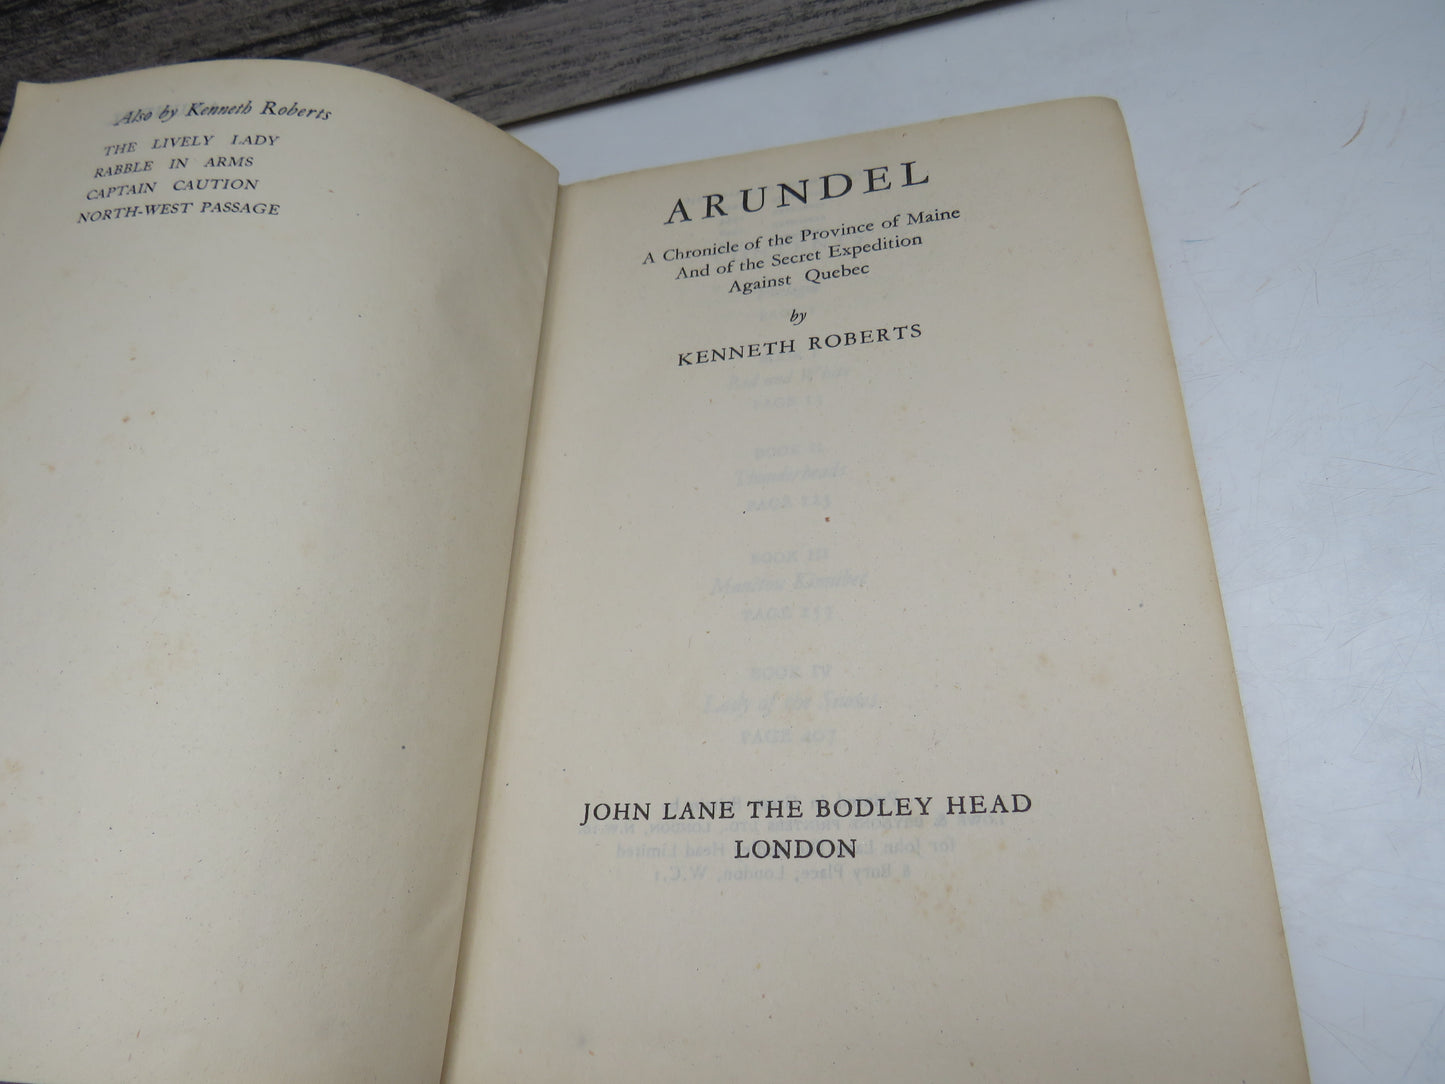 Also by Kenneth Roberts
THE LIVELY LADY
RABBLE IN ARMS
CAPTAIN CAUTION
NORTH-WEST PASSAGE
ARUNDEL
A Chronicle of the Province of Maine
And of the Secret Expedition
Against Quebec
by
KENNETH ROBERTS
JOHN LANE THE BODLEY HEAD
LONDON